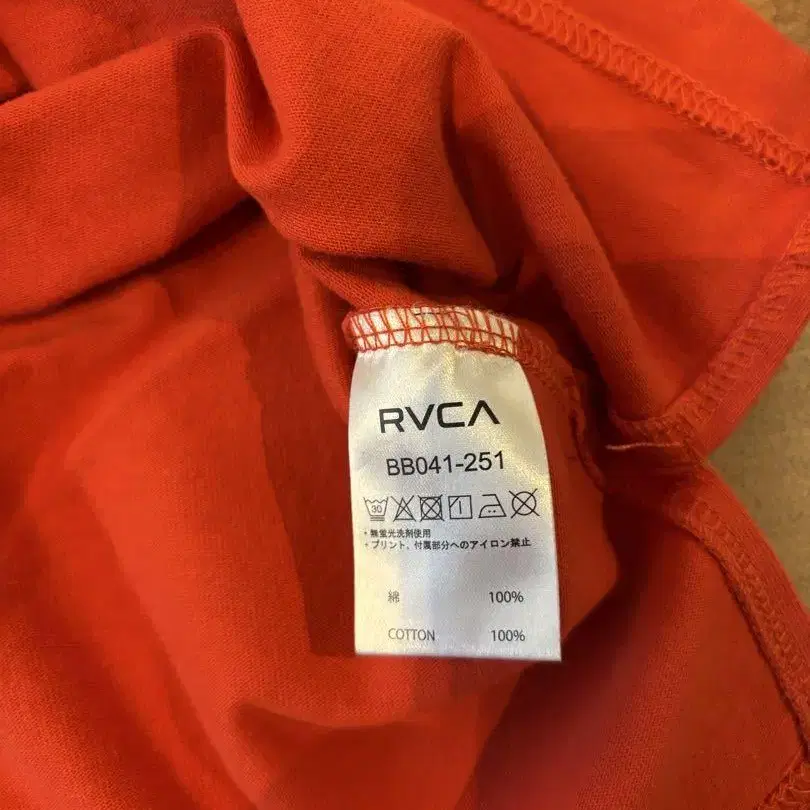 RVCA
BB041-251
30
・無蛍光洗剤使用
・プリント、付属部分へのアイロン禁止
綿 100%
COTTON 100%